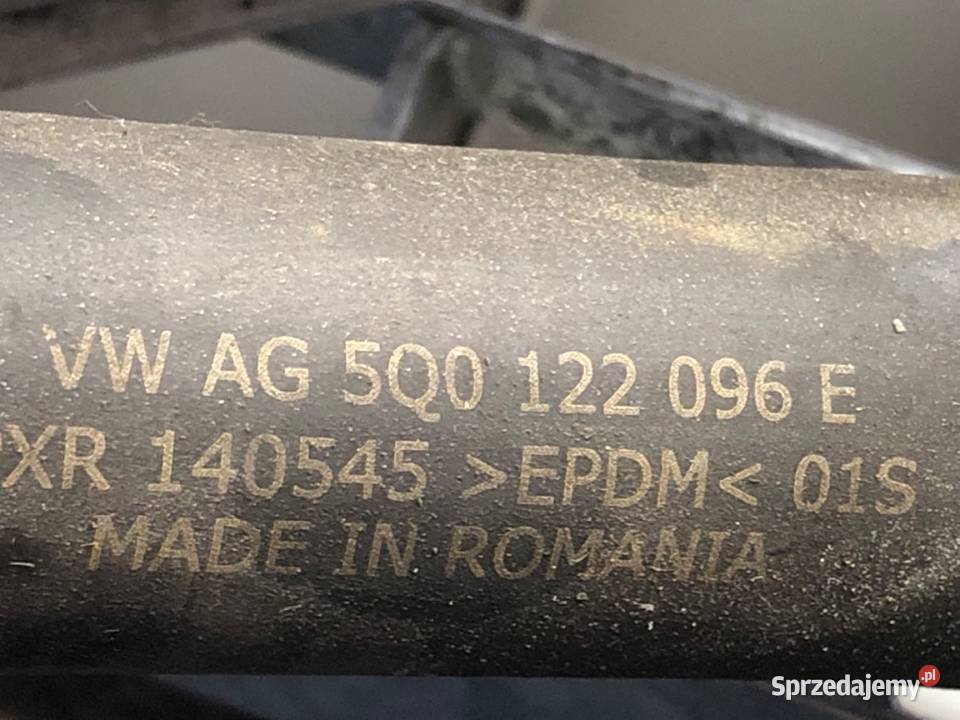 VW AG 5Q0 122 096 E
XR 140545 >EPDM< 01S
MADE IN ROMANIA
Sprzedajemy.pl